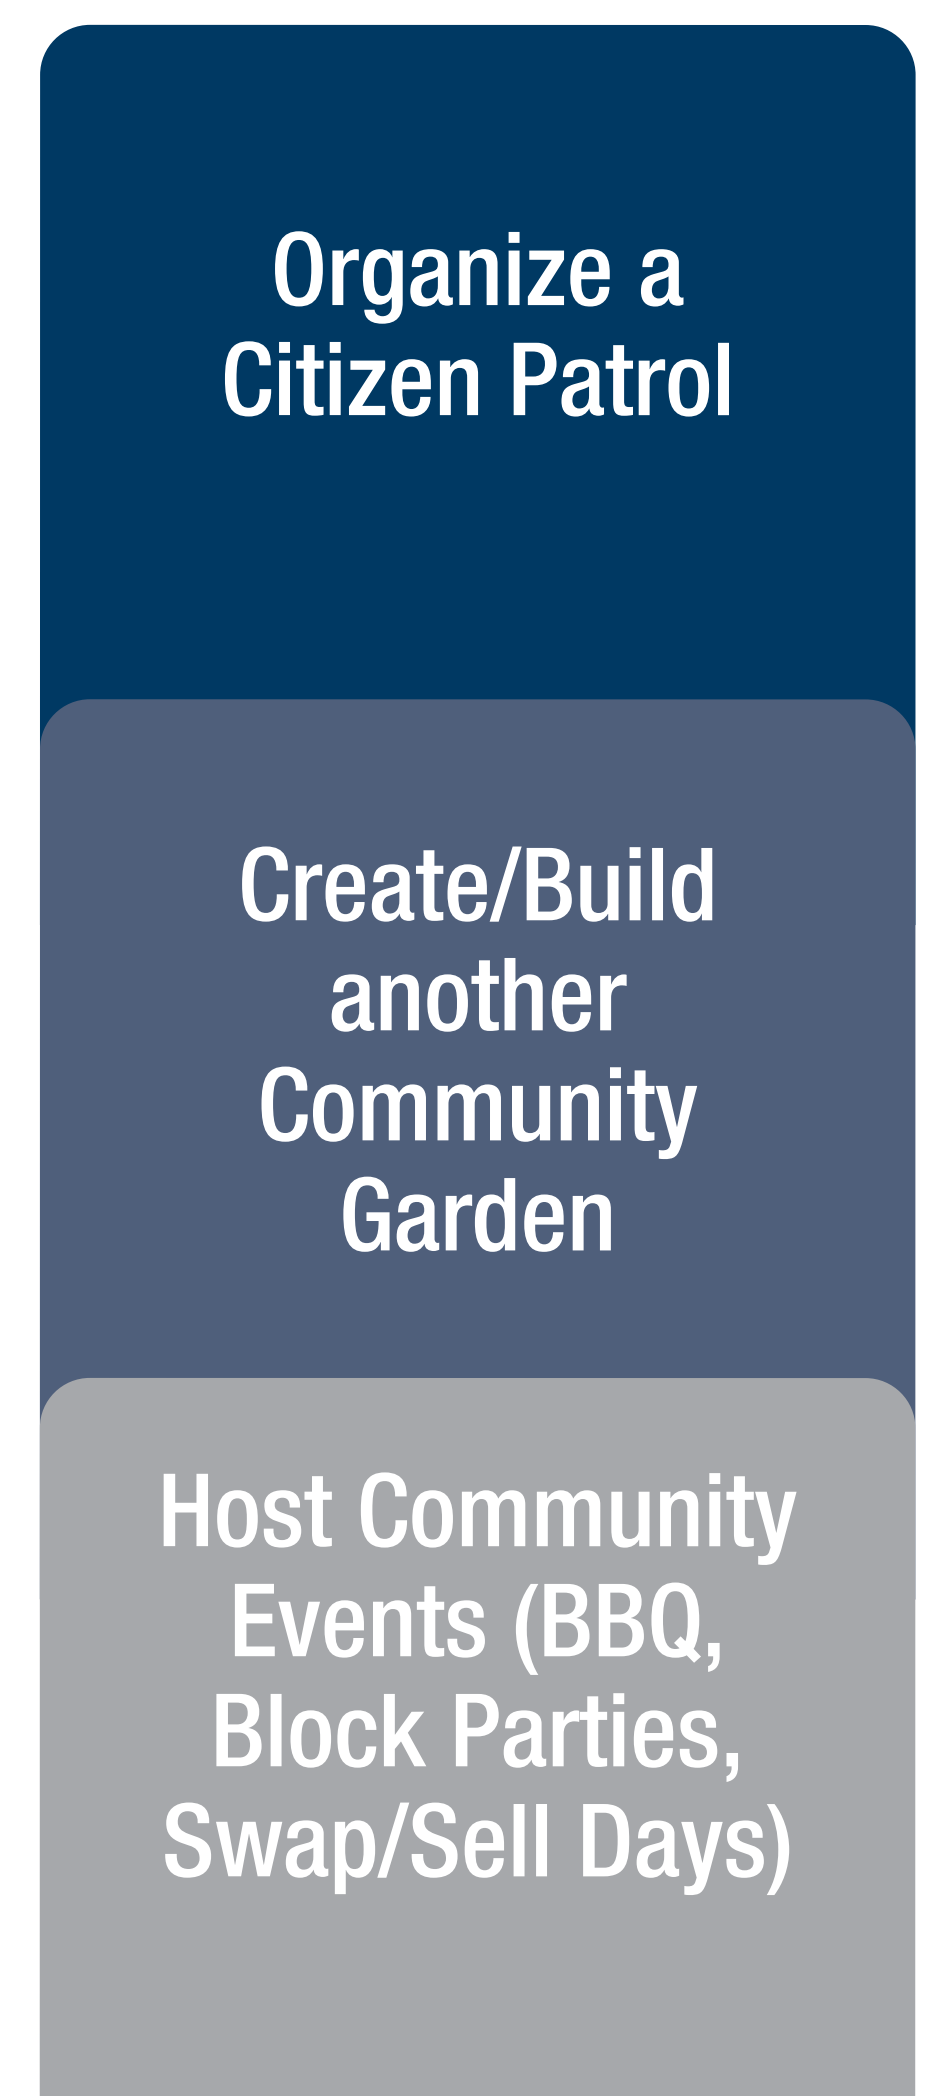 Organize a
Citizen Patrol
Create/Build
another
Community
Garden
Host Community
Events (BBQ,
Block Parties,
Swap/Sell Days)